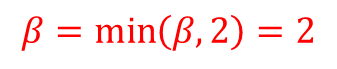 β = min(β, 2) = 2